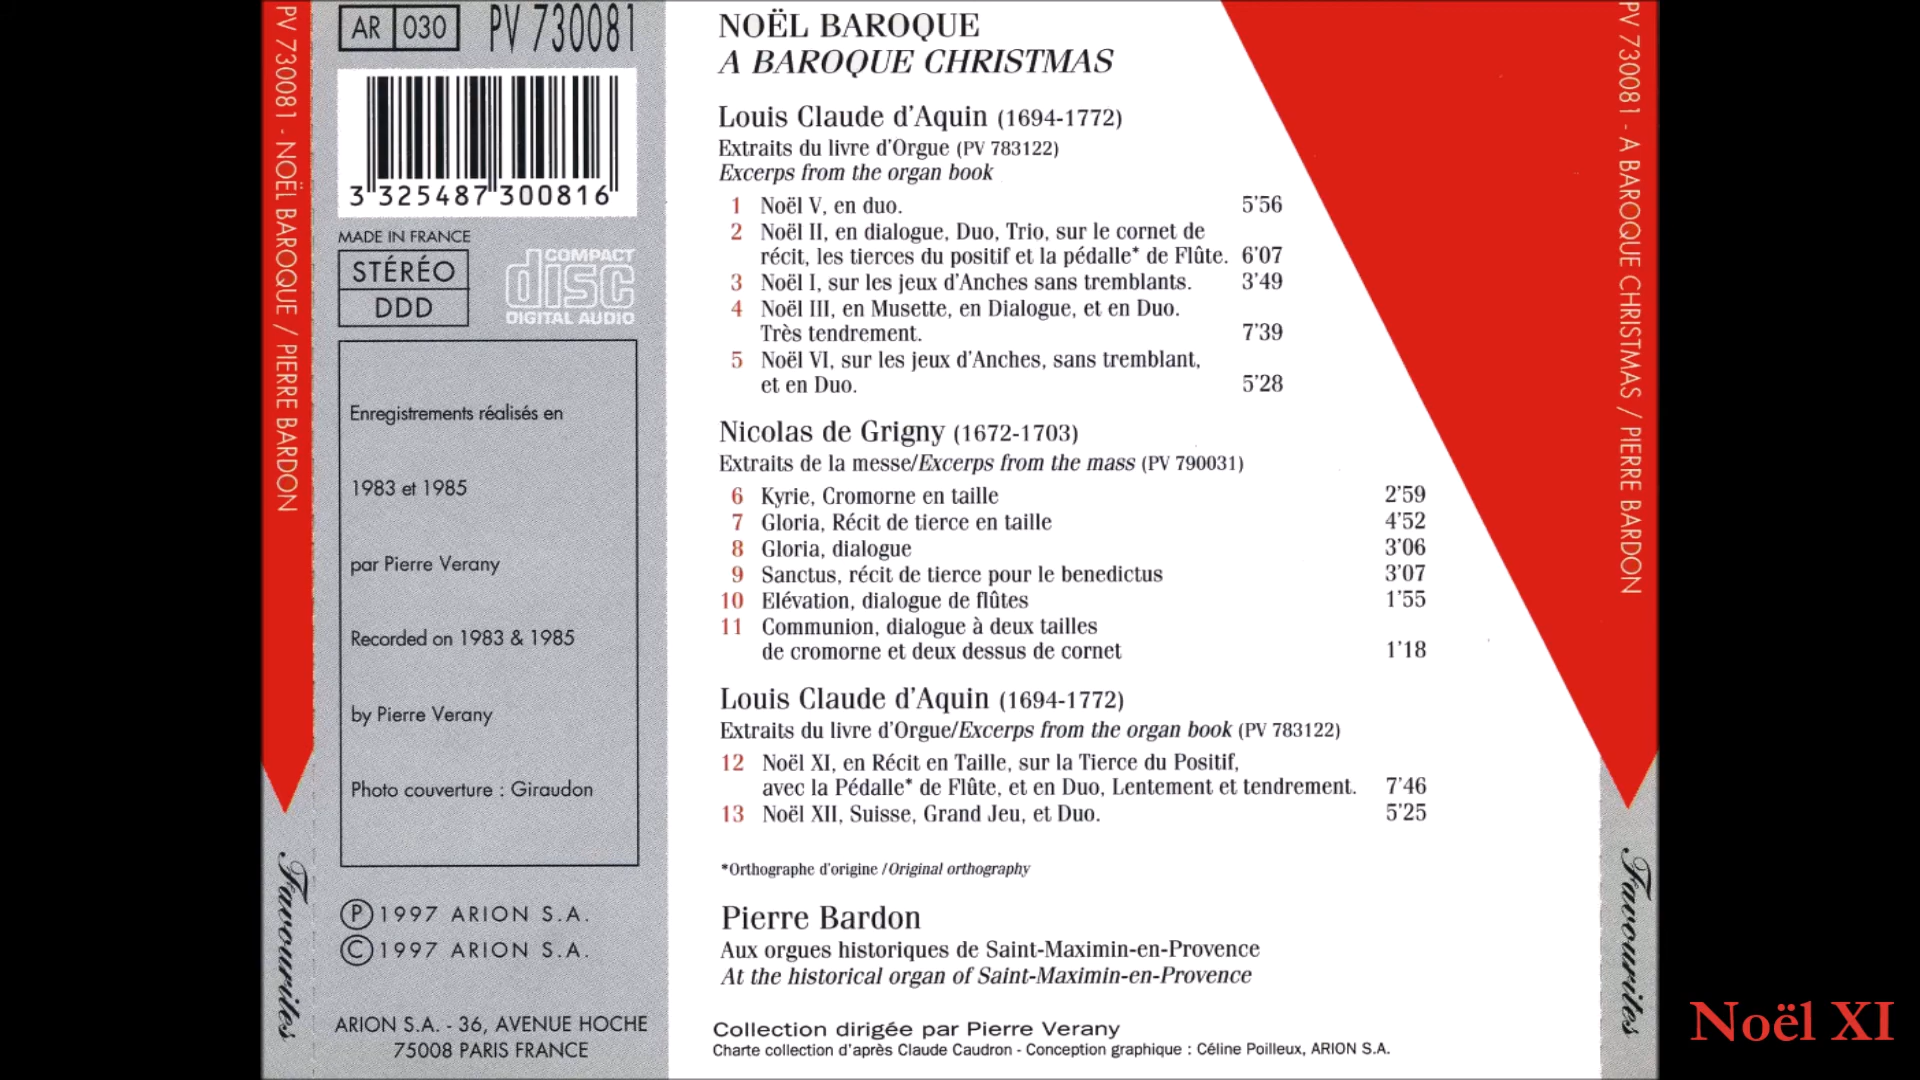 PV 730081 - NOËL BAROQUE / PIERRE BARDON
Favourites
AR 030 PV 730081
3 325487 300816
MADE IN FRANCE
STÉRÉO
DDD
COMPACT
disc
DIGITAL AUDIO
Enregistrements réalisés en
1983 et 1985
par Pierre Verany
Recorded on 1983 & 1985
by Pierre Verany
Photo couverture : Giraudon
Ⓟ 1997 ARION S.A.
© 1997 ARION S.A.
ARION S.A. - 36, AVENUE HOCHE
75008 PARIS FRANCE
NOËL BAROQUE
A BAROQUE CHRISTMAS
Louis Claude d'Aquin (1694-1772)
Extraits du livre d'Orgue (PV 783122)
Excerps from the organ book
1 Noël V, en duo. 5'56
2 Noël II, en dialogue, Duo, Trio, sur le cornet de
récit, les tierces du positif et la pédalle* de Flûte. 6'07
3 Noël I, sur les jeux d'Anches sans tremblants. 3'49
4 Noël III, en Musette, en Dialogue, et en Duo.
Très tendrement. 7'39
5 Noël VI, sur les jeux d'Anches, sans tremblant,
et en Duo. 5'28
Nicolas de Grigny (1672-1703)
Extraits de la messe/Excerps from the mass (PV 790031)
6 Kyrie, Cromorne en taille 2'59
7 Gloria, Récit de tierce en taille 4'52
8 Gloria, dialogue 3'06
9 Sanctus, récit de tierce pour le benedictus 3'07
10 Elévation, dialogue de flûtes 1'55
11 Communion, dialogue à deux tailles
de cromorne et deux dessus de cornet 1'18
Louis Claude d'Aquin (1694-1772)
Extraits du livre d'Orgue/Excerps from the organ book (PV 783122)
12 Noël XI, en Récit en Taille, sur la Tierce du Positif,
avec la Pédalle* de Flûte, et en Duo, Lentement et tendrement. 7'46
13 Noël XII, Suisse, Grand Jeu, et Duo. 5'25
*Orthographe d'origine /Original orthography
Pierre Bardon
Aux orgues historiques de Saint-Maximin-en-Provence
At the historical organ of Saint-Maximin-en-Provence
Collection dirigée par Pierre Verany
Charte collection d'après Claude Caudron - Conception graphique : Céline Poilleux, ARION S.A.
PV 730081 - A BAROQUE CHRISTMAS / PIERRE BARDON
Favourites
Noël XI